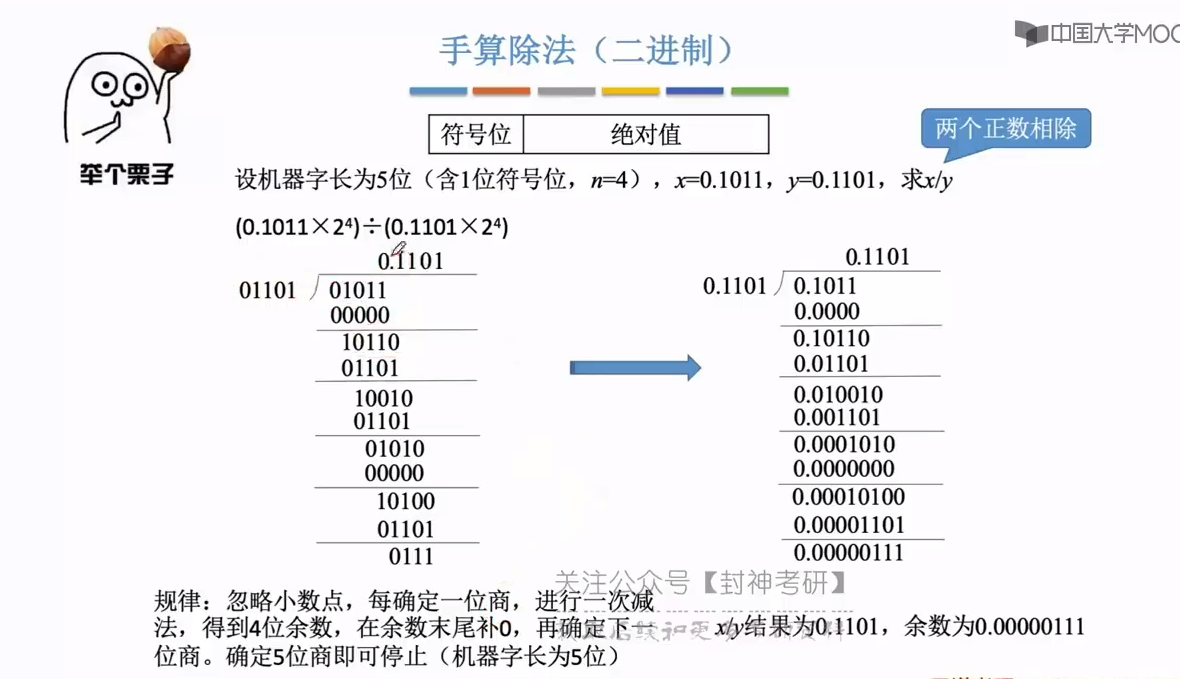 中国大学MOOC
手算除法（二进制）
举个栗子
符号位 绝对值
两个正数相除
设机器字长为5位（含1位符号位，n=4），x=0.1011，y=0.1101，求x/y
(0.1011×2⁴)÷(0.1101×2⁴)
0.1101
01101 01011
00000
10110
01101
10010
01101
01010
00000
10100
01101
0111
0.1101
0.1101 0.1011
0.0000
0.10110
0.01101
0.010010
0.001101
0.0001010
0.0000000
0.00010100
0.00001101
0.00000111
关注公众号【封神考研】
规律：忽略小数点，每确定一位商，进行一次减
法，得到4位余数，在余数末尾补0，再确定下一
位商。确定5位商即可停止（机器字长为5位）
x/y结果为0.1101，余数为0.00000111